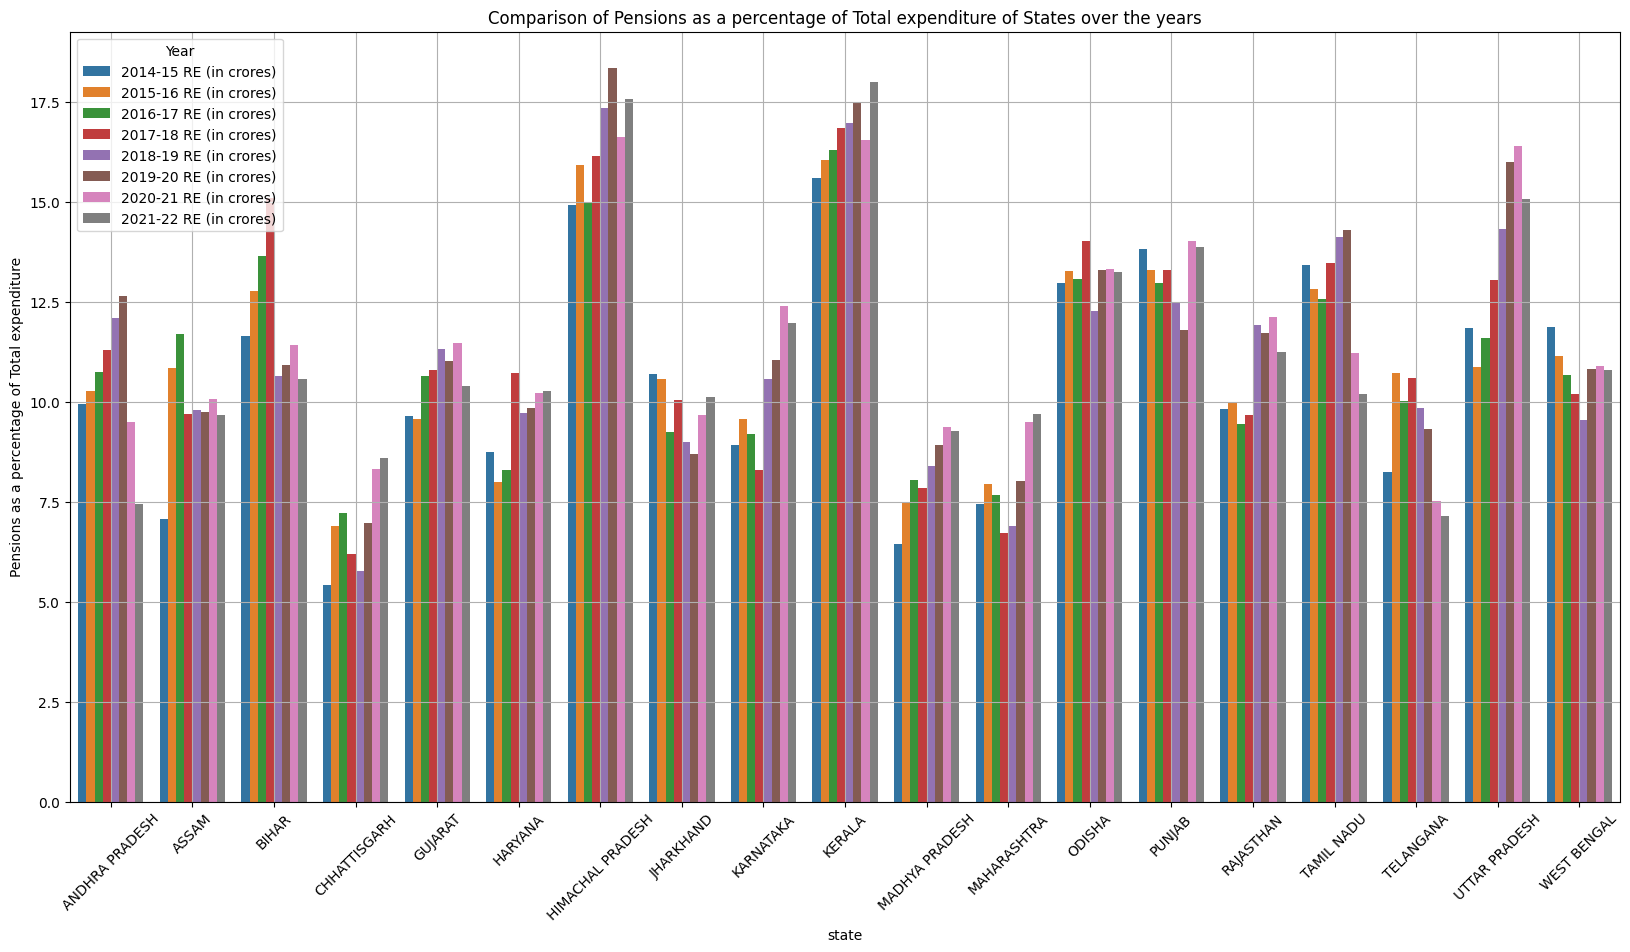 Comparison of Pensions as a percentage of Total expenditure of States over the years
Year
2014-15 RE (in crores)
2015-16 RE (in crores)
2016-17 RE (in crores)
2017-18 RE (in crores)
2018-19 RE (in crores)
2019-20 RE (in crores)
2020-21 RE (in crores)
2021-22 RE (in crores)
Pensions as a percentage of Total expenditure
17.5
15.0
12.5
10.0
7.5
5.0
2.5
0.0
ANDHRA PRADESH
ASSAM
BIHAR
CHHATTISGARH
GUJARAT
HARYANA
HIMACHAL PRADESH
JHARKHAND
KARNATAKA
KERALA
MADHYA PRADESH
MAHARASHTRA
ODISHA
PUNJAB
RAJASTHAN
TAMIL NADU
TELANGANA
UTTAR PRADESH
WEST BENGAL
state